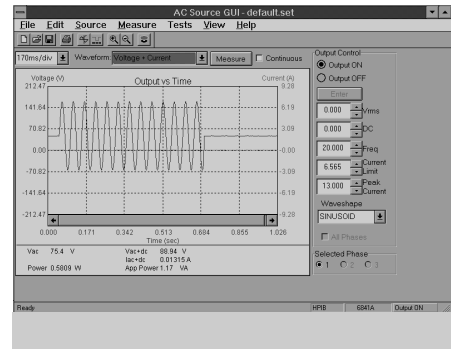 AC Source GUI - default.set
File Edit Source Measure Tests View Help
170ms/div Waveform Voltage + Current Measure Continuous
Voltage (V) Output vs Time Current (A)
212.47 9.28
141.64 6.19
70.82 3.09
0.00 -0.00
-70.82 -3.09
-141.64 -6.19
-212.47 -9.28
0.000 0.171 0.342 0.513 0.684 0.855 1.026
Time (sec)
Vac 75.4 V Vac+dc 88.94 V
Iac+dc 0.01315 A
Power 0.5809 W App Power 1.17 VA
Output Control
Output ON
Output OFF
Enter
0.000 Vrms
0.000 DC
20.000 Freq
6.565 Current Limit
13.000 Peak Current
Waveshape
SINUSOID
All Phases
Selected Phase
1 2 3
Ready HPIB 6841A Output ON